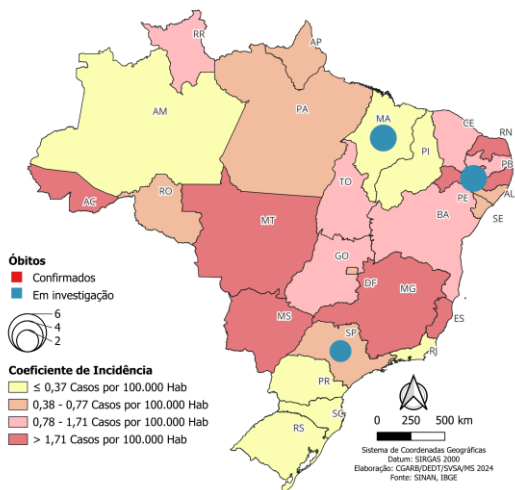 RR
AP
AM
PA
MA
CE
RN
PI
PB
PE
AL
SE
AC
RO
TO
BA
MT
GO
DF
MG
ES
MS
SP
RJ
PR
SC
RS
Óbitos
Confirmados
Em investigação
6
4
2
Coeficiente de Incidência
≤ 0,37 Casos por 100.000 Hab
0,38 - 0,77 Casos por 100.000 Hab
0,78 - 1,71 Casos por 100.000 Hab
> 1,71 Casos por 100.000 Hab
0 250 500 km
Sistema de Coordenadas Geográficas
Datum: SIRGAS 2000
Elaboração: CGARB/DEDT/SVSA/MS 2024
Fonte: SINAN, IBGE